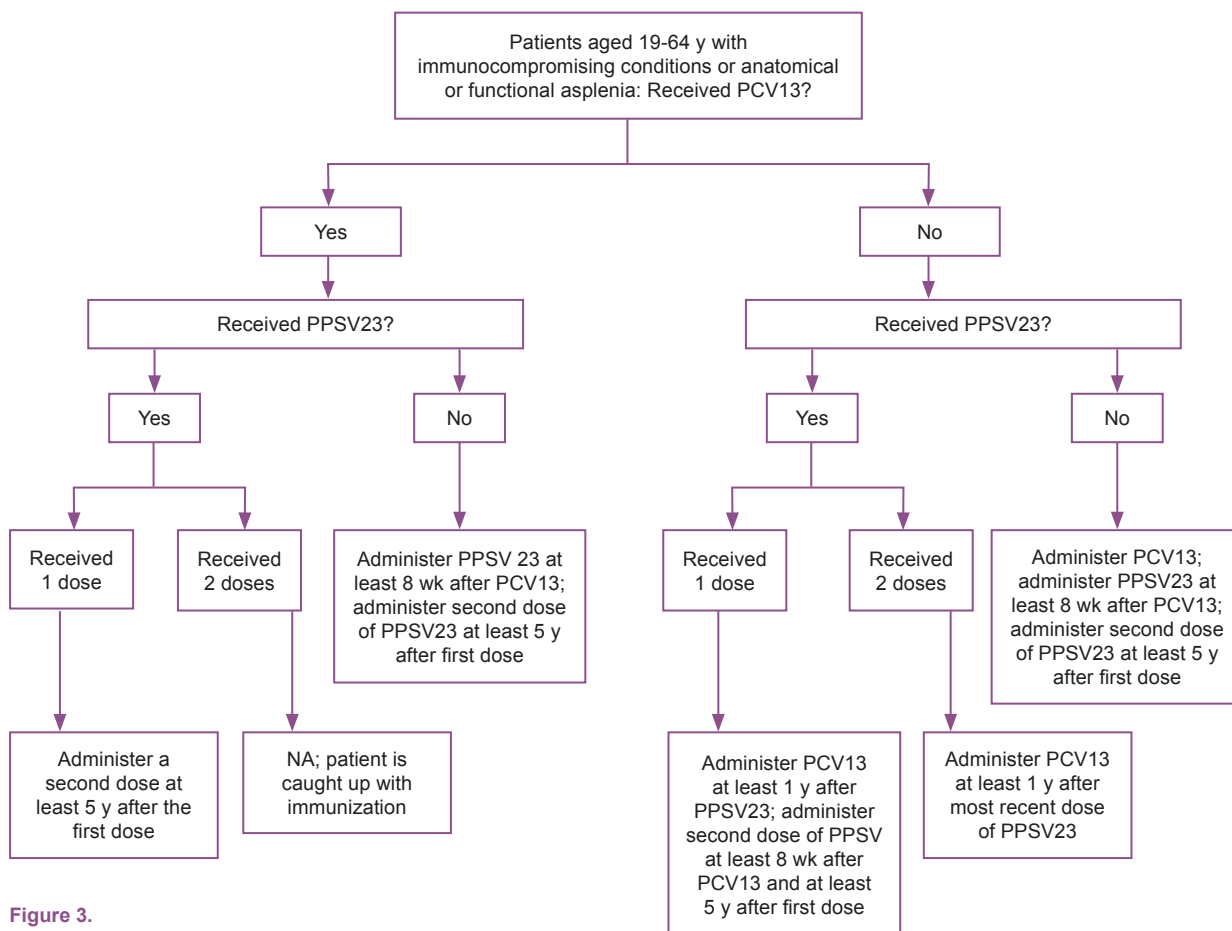 Patients aged 19-64 y with
immunocompromising conditions or anatomical
or functional asplenia: Received PCV13?
Yes
No
Received PPSV23?
Received PPSV23?
Yes
No
Yes
No
Received
1 dose
Received
2 doses
Administer PPSV 23 at
least 8 wk after PCV13;
administer second dose
of PPSV23 at least 5 y
after first dose
Received
1 dose
Received
2 doses
Administer PCV13;
administer PPSV23 at
least 8 wk after PCV13;
administer second dose
of PPSV23 at least 5 y
after first dose
Administer a
second dose at
least 5 y after the
first dose
NA; patient is
caught up with
immunization
Administer PCV13
at least 1 y after
PPSV23; administer
second dose of PPSV
at least 8 wk after
PCV13 and at least
5 y after first dose
Administer PCV13
at least 1 y after
most recent dose
of PPSV23
Figure 3.